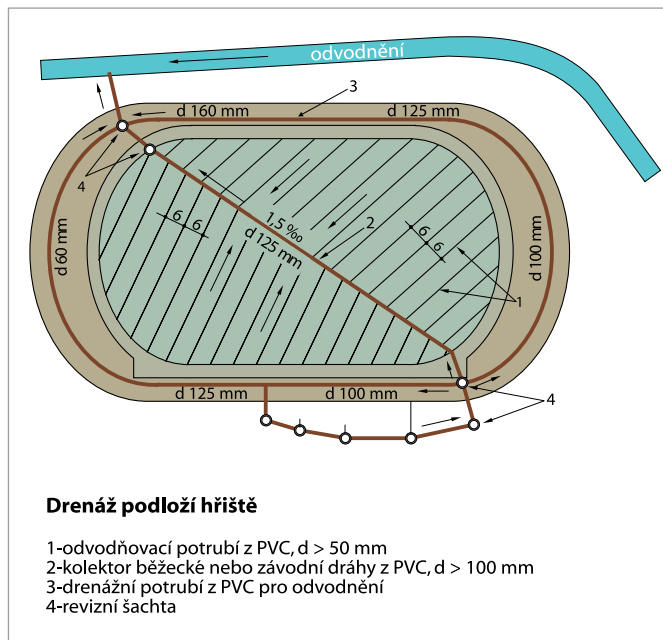 odvodnění
3
d 160 mm
d 125 mm
4
6 6
1,5 ‰
d 125 mm
2
6 6
d 60 mm
d 100 mm
1
d 125 mm
d 100 mm
4
Drenáž podloží hřiště
1-odvodňovací potrubí z PVC, d > 50 mm
2-kolektor běžecké nebo závodní dráhy z PVC, d > 100 mm
3-drenážní potrubí z PVC pro odvodnění
4-revizní šachta